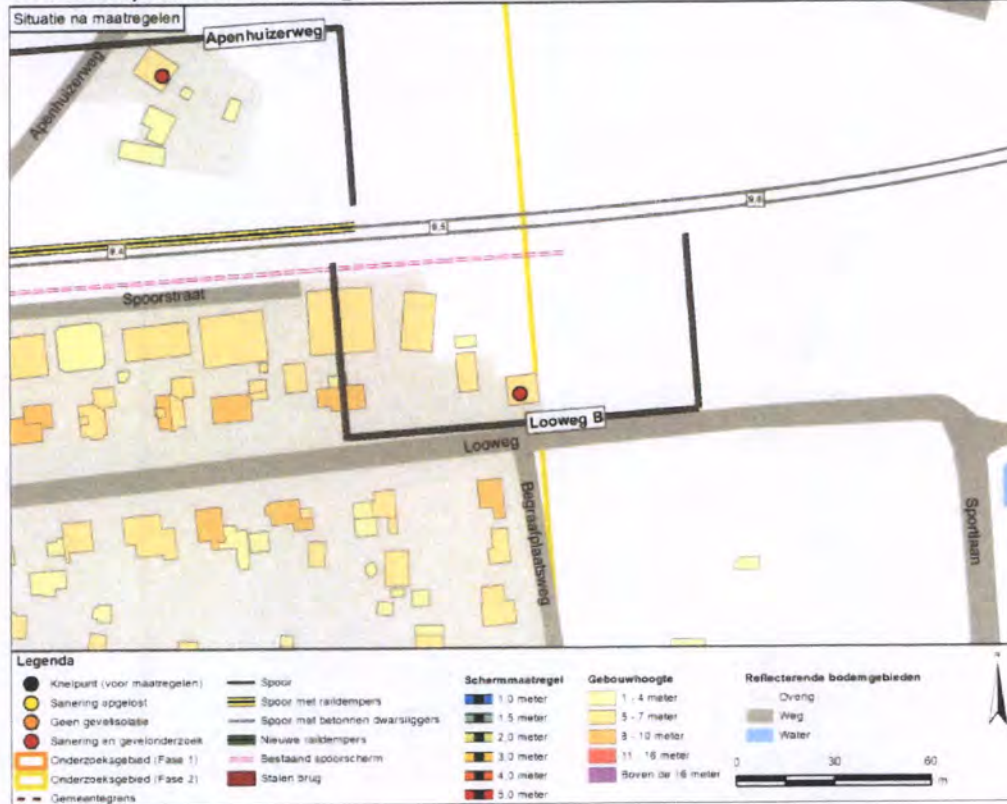 Situatie na maatregelen
Apenhuizerweg
Apenhuizerweg
9.4
9.5
9.6
Spoorstraat
Looweg B
Looweg
Begraafplaatsweg
Sportlaan
Legenda
Knelpunt (voor maatregelen)
Sanering opgelost
Geen gevelisolatie
Sanering en gevelonderzoek
Onderzoeksgebied (Fase 1)
Onderzoeksgebied (Fase 2)
Gemeentegrens
Spoor
Spoor met raildempers
Spoor met betonnen dwarsliggers
Nieuwe raildempers
Bestaand spoorscherm
Stalen brug
Schermmaatregel
1.0 meter
1.5 meter
2.0 meter
3.0 meter
4.0 meter
5.0 meter
Gebouwhoogte
1 - 4 meter
5 - 7 meter
8 - 10 meter
11 - 16 meter
Boven de 16 meter
Reflecterende bodemgebieden
Overig
Weg
Water
N
0 30 60
m